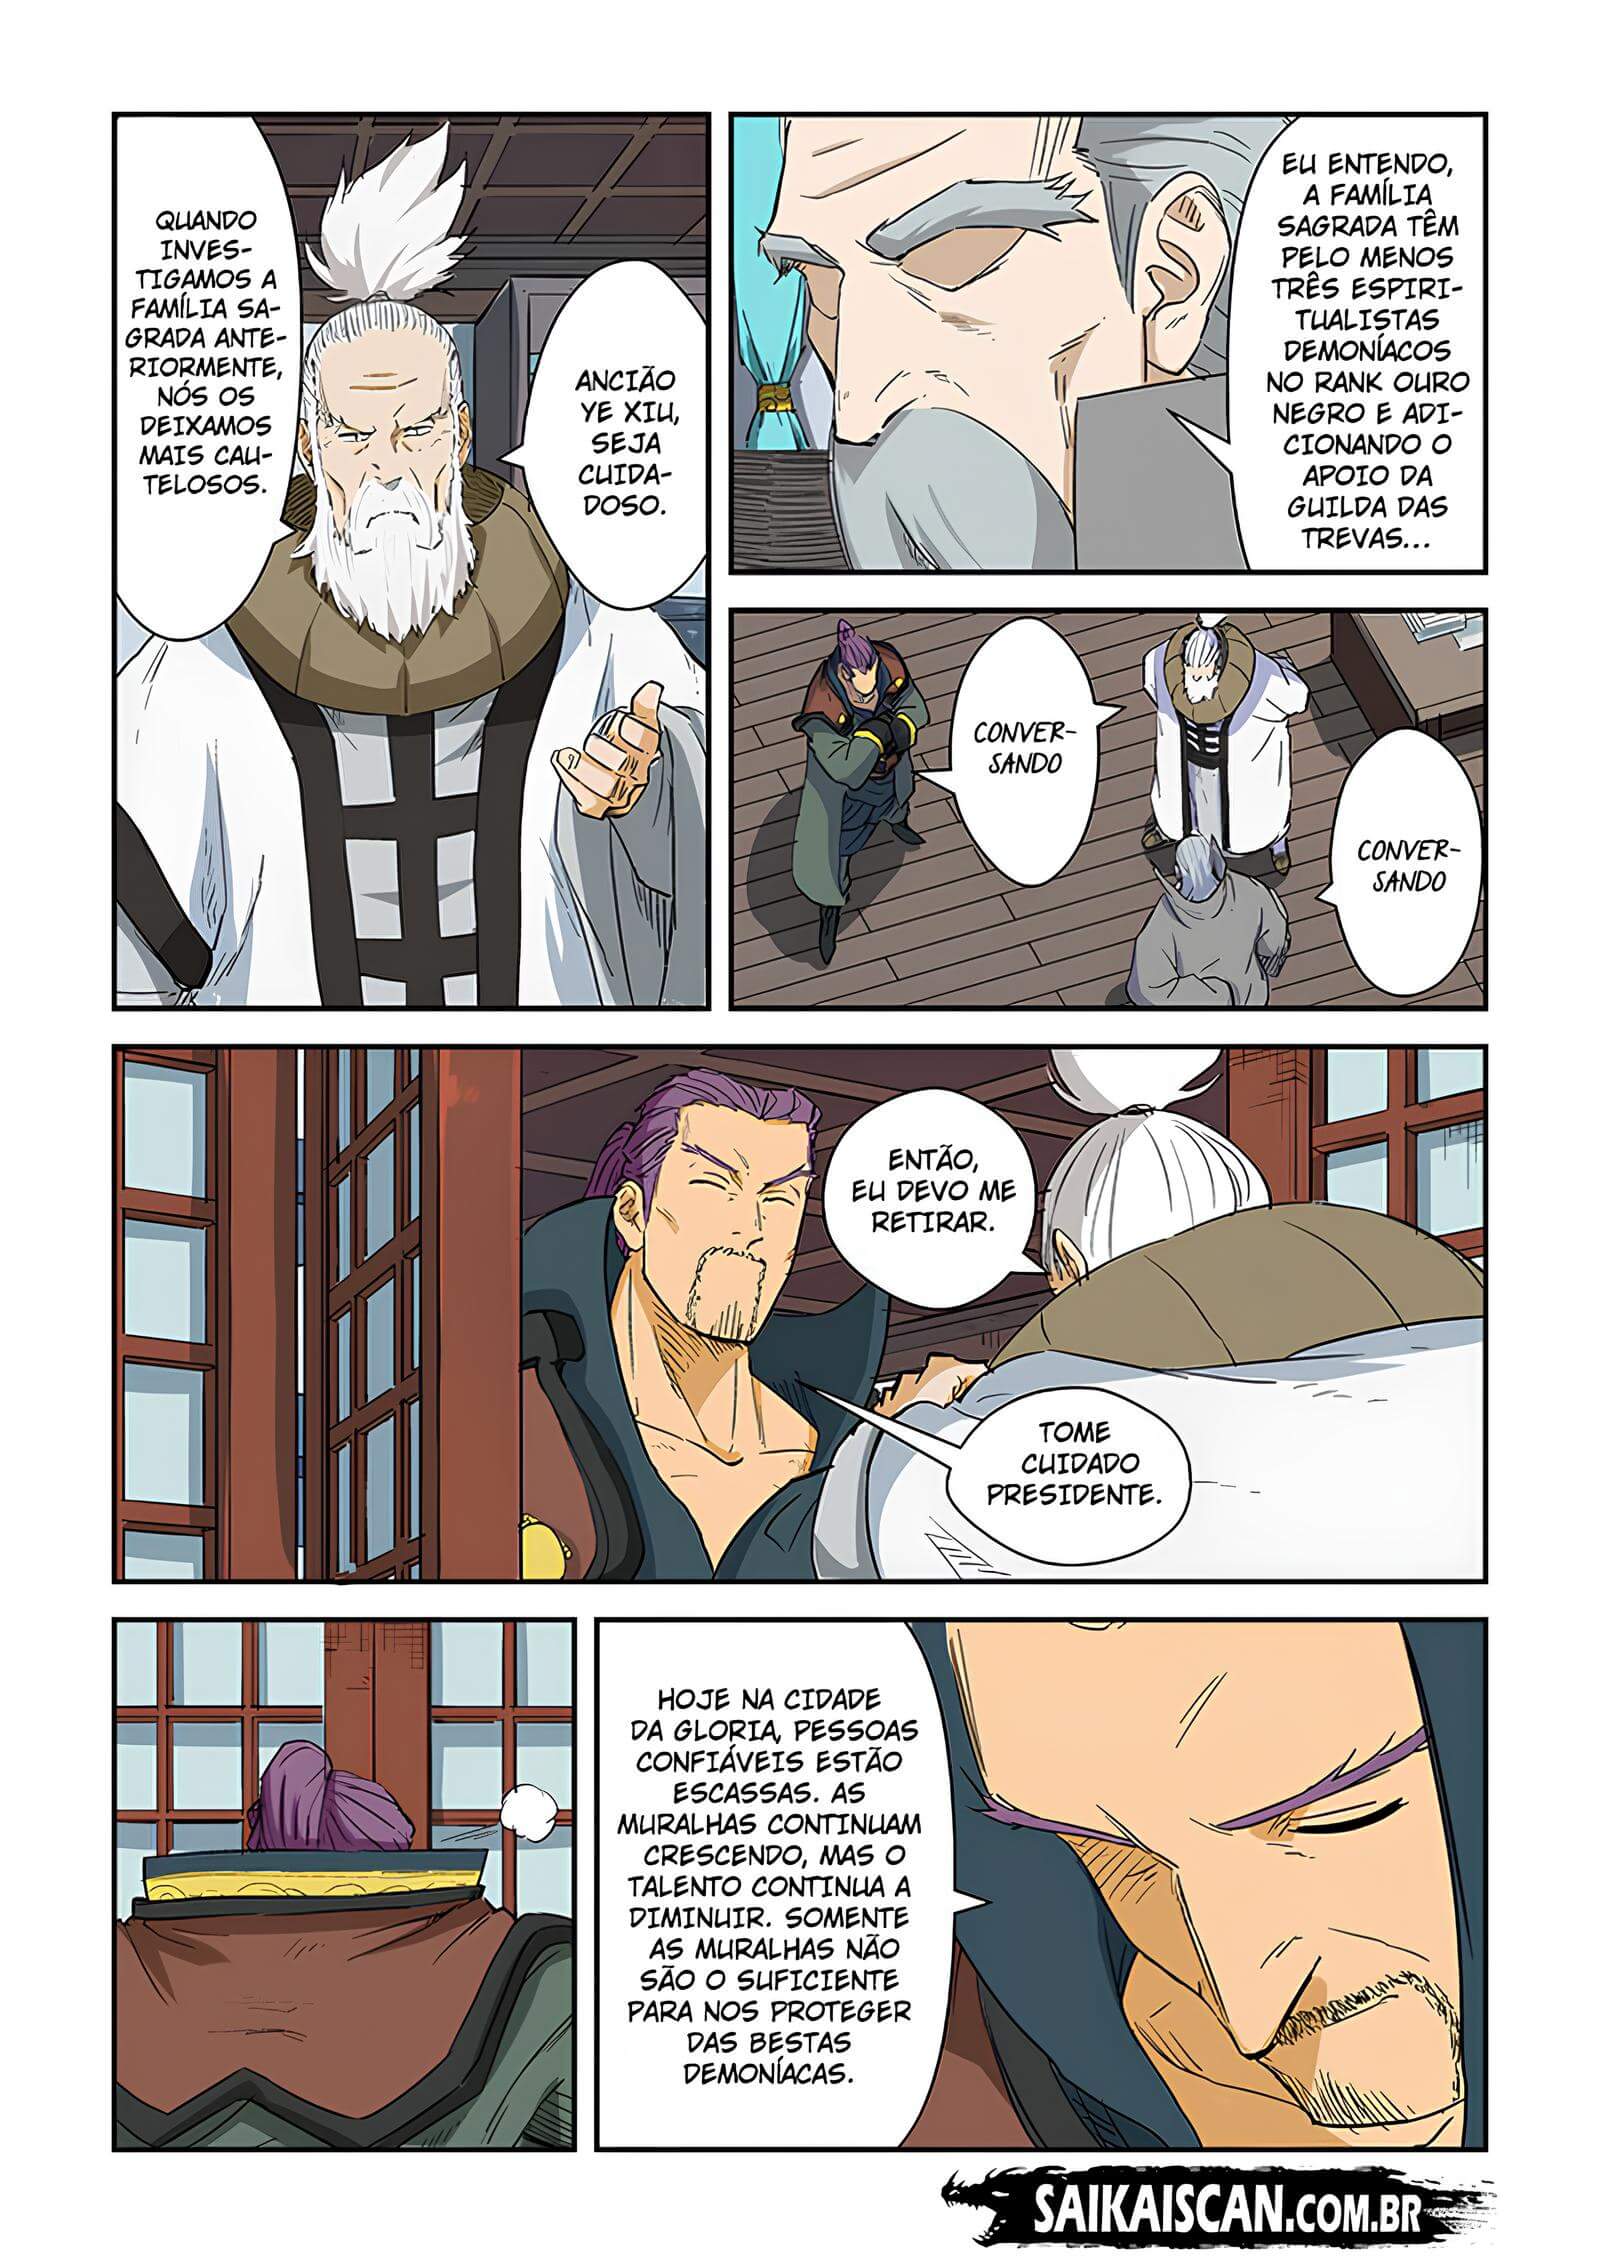 QUANDO
INVES-
TIGAMOS A
FAMÍLIA SA-
GRADA ANTE-
RIORMENTE,
NÓS OS
DEIXAMOS
MAIS CAU-
TELOSOS.
ANCIÃO
YE XIU,
SEJA
CUIDA-
DOSO.
EU ENTENDO,
A FAMÍLIA
SAGRADA TÊM
PELO MENOS
TRÊS ESPIRI-
TUALISTAS
DEMONÍACOS
NO RANK OURO
NEGRO E ADI-
CIONANDO O
APOIO DA
GUILDA DAS
TREVAS...
CONVER-
SANDO
CONVER-
SANDO
ENTÃO,
EU DEVO ME
RETIRAR.
TOME
CUIDADO
PRESIDENTE.
HOJE NA CIDADE
DA GLORIA, PESSOAS
CONFIÁVEIS ESTÃO
ESCASSAS. AS
MURALHAS CONTINUAM
CRESCENDO, MAS O
TALENTO CONTINUA A
DIMINUIR. SOMENTE
AS MURALHAS NÃO
SÃO O SUFICIENTE
PARA NOS PROTEGER
DAS BESTAS
DEMONÍACAS.
SAIKAISCAN.COM.BR